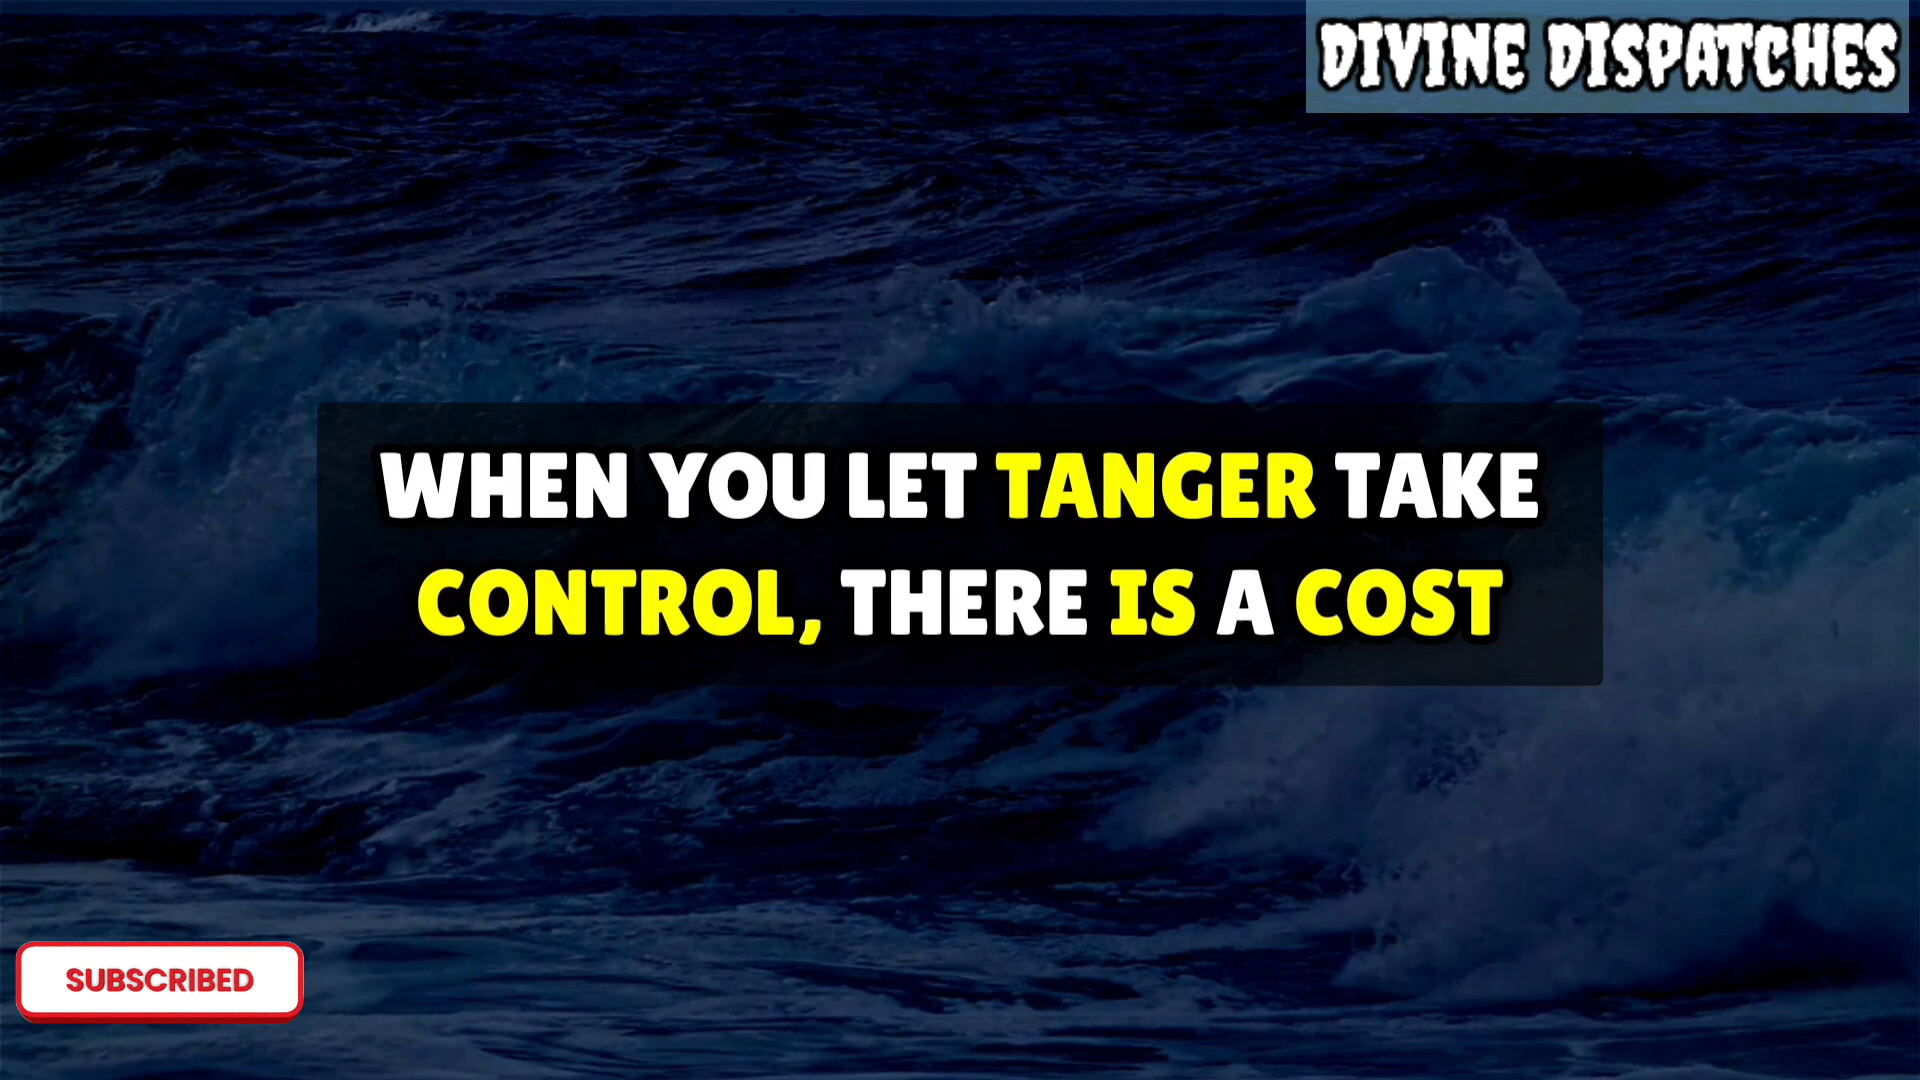 DIVINE DISPATCHES
WHEN YOU LET TANGER TAKE
CONTROL, THERE IS A COST
SUBSCRIBED